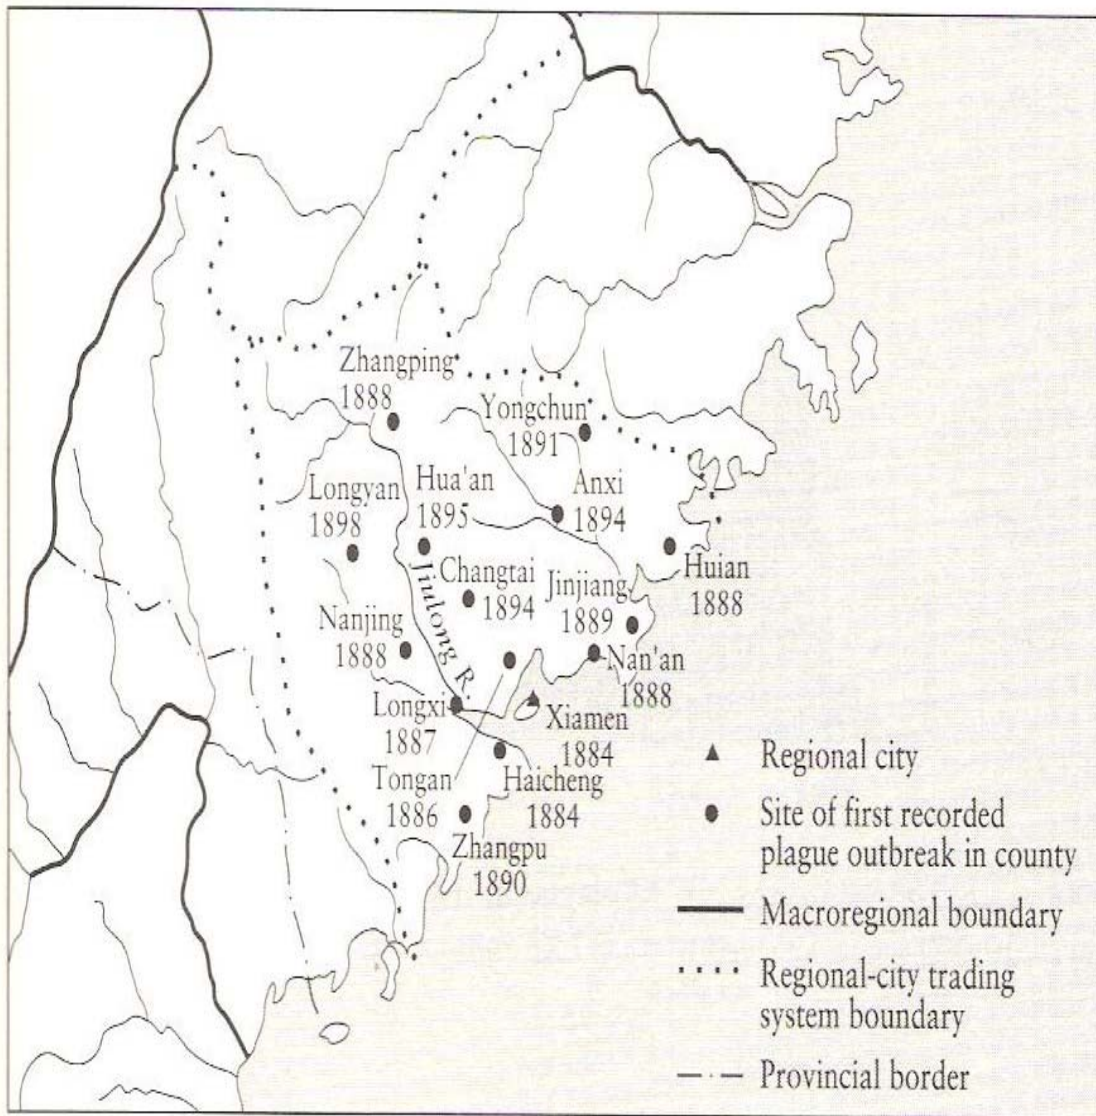 Zhangping
1888
Yongchun
1891
Longyan
1898
Hua'an
1895
Anxi
1894
Huian
1888
Changtai
1894
Jinjiang
1889
Nanjing
1888
Jiulong R.
Nan'an
1888
Longxi
1887
Xiamen
1884
Tongan
1886
Haicheng
1884
Zhangpu
1890
Regional city
Site of first recorded
plague outbreak in county
Macroregional boundary
Regional-city trading
system boundary
Provincial border